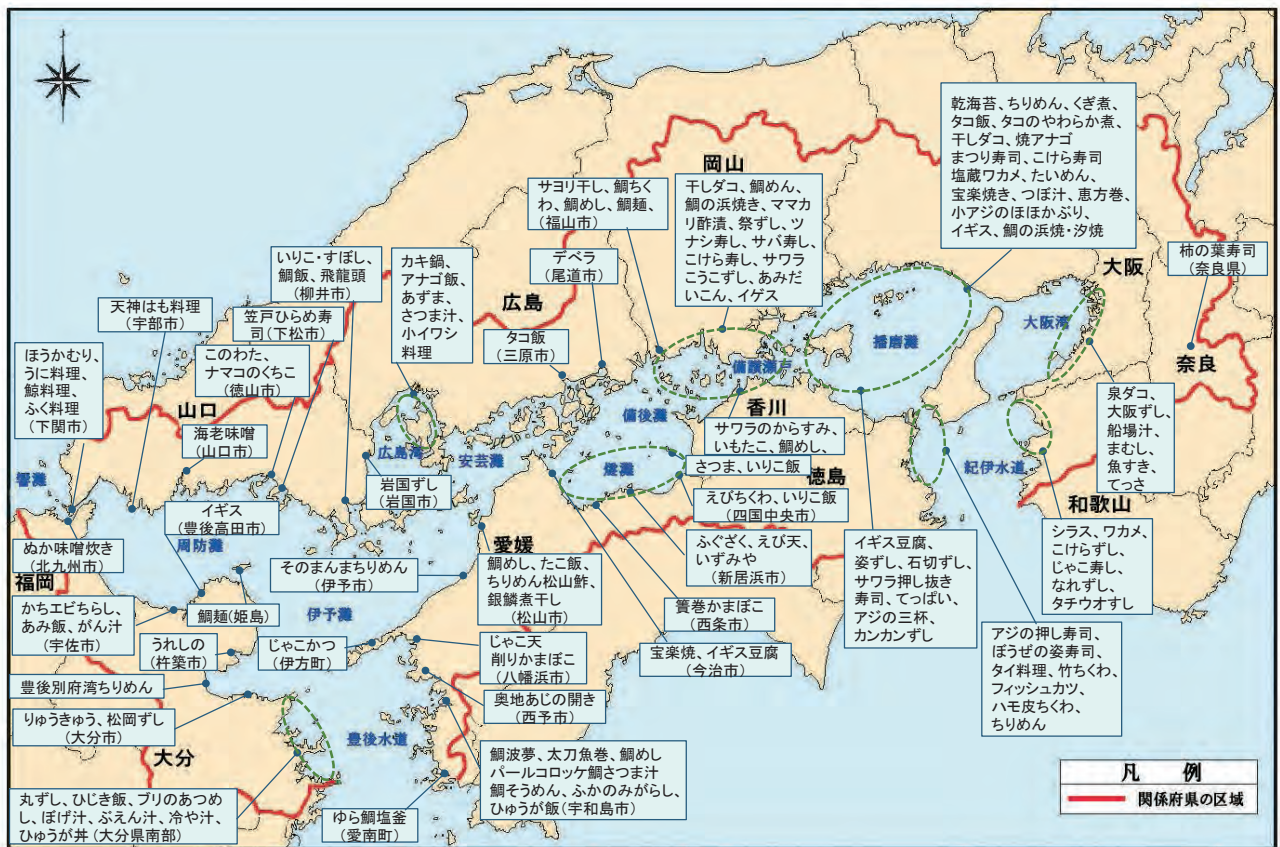 乾海苔、ちりめん、くぎ煮、
タコ飯、タコのやわらか煮、
干しダコ、焼アナゴ
まつり寿司、こけら寿司
塩蔵ワカメ、たいめん、
宝楽焼き、つぼ汁、恵方巻、
小アジのほほかぶり、
イギス、鯛の浜焼・汐焼
岡山
サヨリ干し、鯛ちく
わ、鯛めし、鯛麺、
(福山市)
干しダコ、鯛めん、
鯛の浜焼き、ママカ
リ酢漬、祭ずし、ツ
ナシ寿し、サバ寿し、
こけら寿し、サワラ
こうこずし、あみだ
いこん、イゲス
いりこ・すぼし、
鯛飯、飛龍頭
(柳井市)
カキ鍋、
アナゴ飯、
あずま、
さつま汁、
小イワシ
料理
デベラ
(尾道市)
柿の葉寿司
(奈良県)
大阪
広島
天神はも料理
(宇部市)
笠戸ひらめ寿
司(下松市)
タコ飯
(三原市)
大阪湾
播磨灘
備讃瀬戸
奈良
ほうかむり、
うに料理、
鯨料理、
ふく料理
(下関市)
このわた、
ナマコのくちこ
(徳山市)
山口
海老味噌
(山口市)
香川
備後灘
サワラのからすみ、
いもたこ、鯛めし、
さつま、いりこ飯
泉ダコ、
大阪ずし、
船場汁、
まむし、
魚すき、
てっさ
広島湾
安芸灘
燧灘
徳島
紀伊水道
響灘
岩国ずし
(岩国市)
えびちくわ、いりこ飯
(四国中央市)
和歌山
イギス
(豊後高田市)
周防灘
愛媛
ぬか味噌炊き
(北九州市)
福岡
そのまんまちりめん
(伊予市)
鯛めし、たこ飯、
ちりめん松山鮓、
銀鱗煮干し
(松山市)
ふぐざく、えび天、
いずみや
(新居浜市)
イギス豆腐、
姿ずし、石切ずし、
サワラ押し抜き
寿司、てっぱい、
アジの三杯、
カンカンずし
シラス、ワカメ、
こけらずし、
じゃこ寿し、
なれずし、
タチウオすし
かちエビちらし、
あみ飯、がん汁
(宇佐市)
鯛麺(姫島)
伊予灘
簀巻かまぼこ
(西条市)
うれしの
(杵築市)
じゃこかつ
(伊方町)
じゃこ天
削りかまぼこ
(八幡浜市)
宝楽焼、イギス豆腐
(今治市)
アジの押し寿司、
ぼうぜの姿寿司、
タイ料理、竹ちくわ、
フィッシュカツ、
ハモ皮ちくわ、
ちりめん
豊後別府湾ちりめん
奥地あじの開き
(西予市)
りゅうきゅう、松岡ずし
(大分市)
豊後水道
大分
鯛波夢、太刀魚巻、鯛めし
パールコロッケ鯛さつま汁
鯛そうめん、ふかのみがらし、
ひゅうが飯(宇和島市)
丸ずし、ひじき飯、ブリのあつめ
し、ぼげ汁、ぶえん汁、冷や汁、
ひゅうが丼(大分県南部)
ゆら鯛塩釜
(愛南町)
凡 例
関係府県の区域